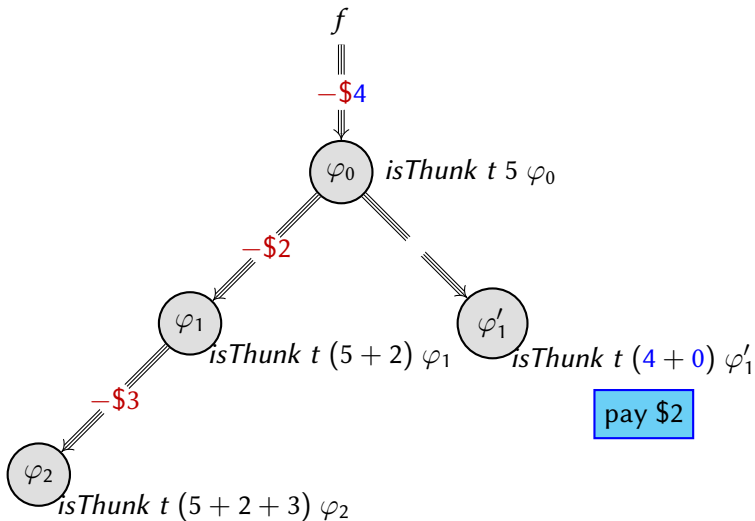 f
−$4
φ0 isThunk t 5 φ0
−$2
φ1 φ′1
isThunk t (5 + 2) φ1 isThunk t (4 + 0) φ′1
−$3 pay $2
φ2
isThunk t (5 + 2 + 3) φ2